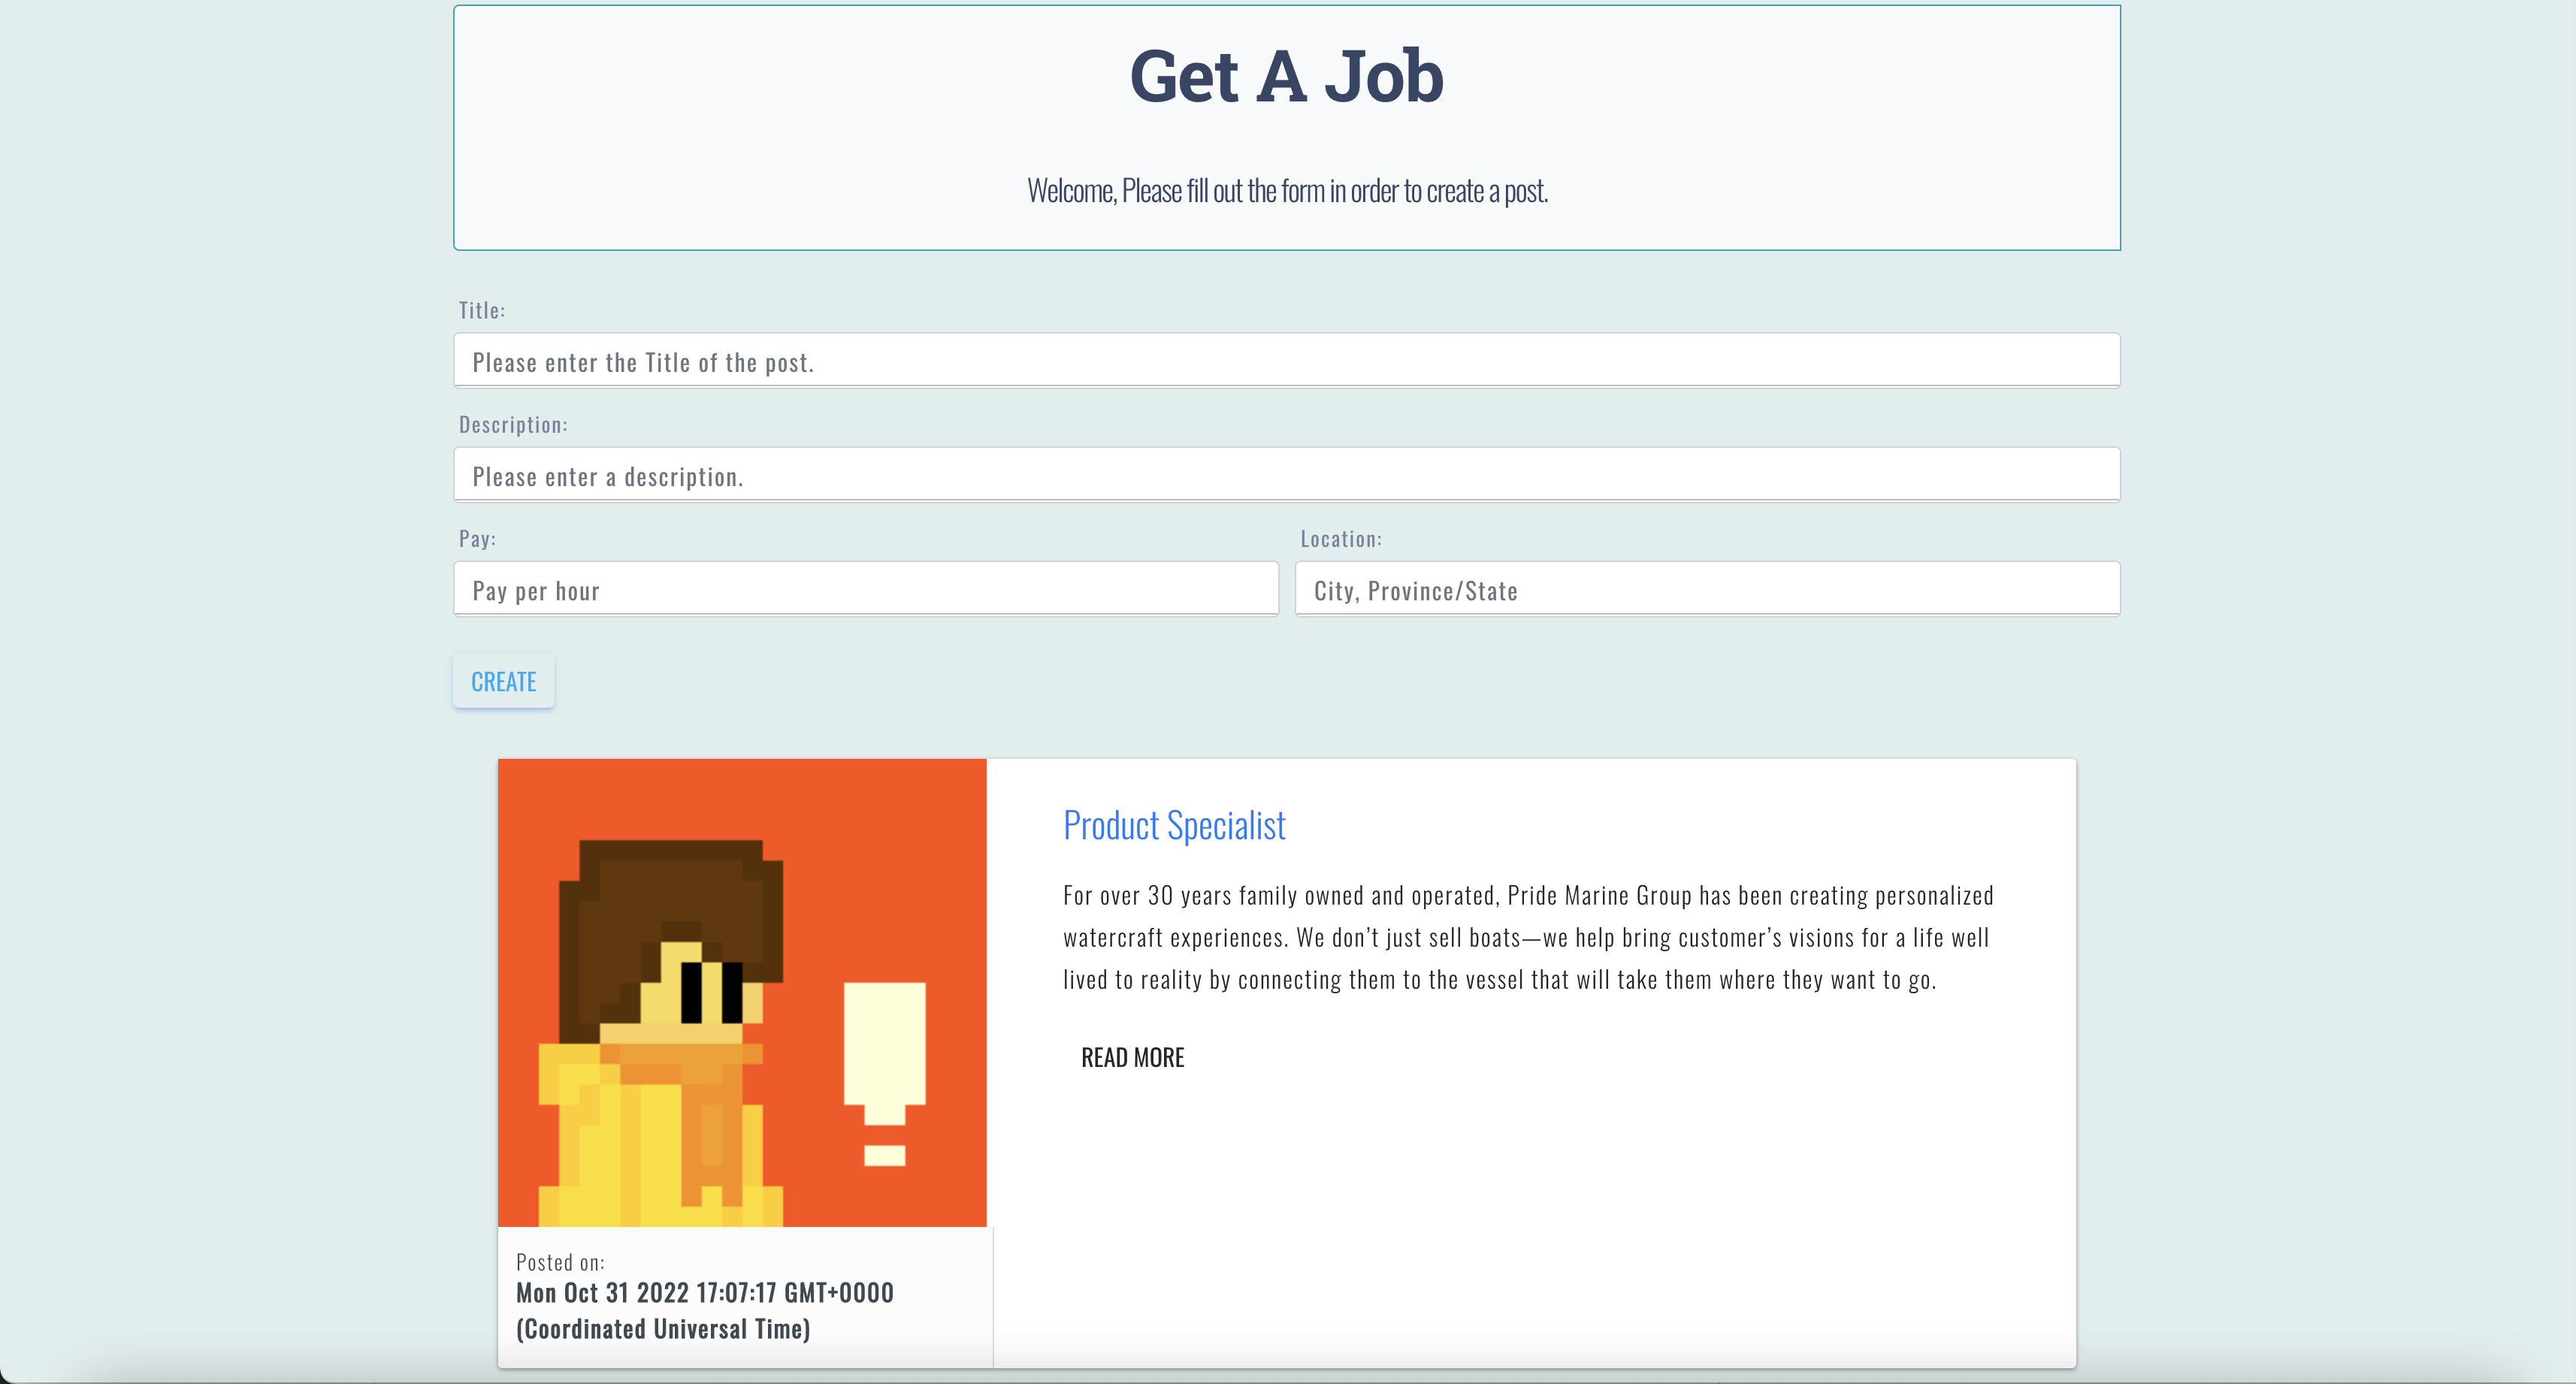 Get A Job
Welcome, Please fill out the form in order to create a post.
Title:
Please enter the Title of the post.
Description:
Please enter a description.
Pay:
Location:
Pay per hour
City, Province/State
CREATE
Product Specialist
For over 30 years family owned and operated, Pride Marine Group has been creating personalized
watercraft experiences. We don’t just sell boats—we help bring customer’s visions for a life well
lived to reality by connecting them to the vessel that will take them where they want to go.
READ MORE
Posted on:
Mon Oct 31 2022 17:07:17 GMT+0000
(Coordinated Universal Time)